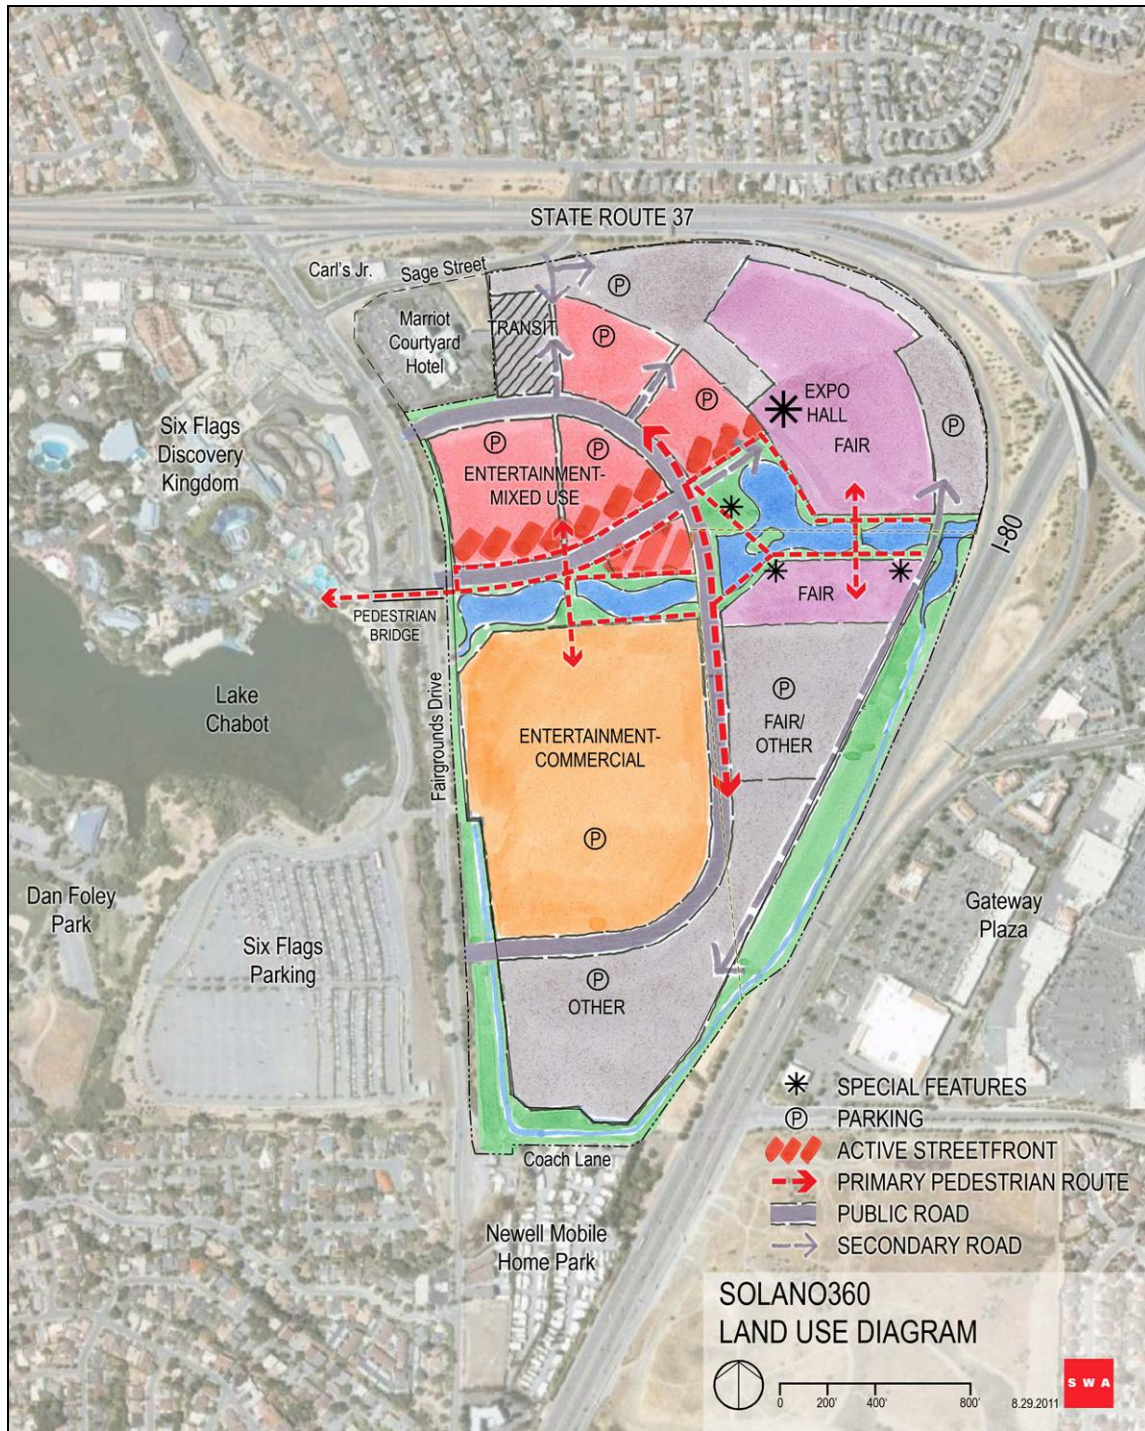 STATE ROUTE 37
Carl's Jr.
Sage Street
Marriot
Courtyard
Hotel
TRANSIT
P
P
P
P
P
P
EXPO
HALL
FAIR
Six Flags
Discovery
Kingdom
ENTERTAINMENT-
MIXED USE
I-80
PEDESTRIAN
BRIDGE
FAIR
Lake
Chabot
Fairgrounds Drive
P
FAIR/
OTHER
ENTERTAINMENT-
COMMERCIAL
P
Dan Foley
Park
Six Flags
Parking
Gateway
Plaza
P
OTHER
Coach Lane
Newell Mobile
Home Park
SPECIAL FEATURES
P PARKING
ACTIVE STREETFRONT
PRIMARY PEDESTRIAN ROUTE
PUBLIC ROAD
SECONDARY ROAD
SOLANO360
LAND USE DIAGRAM
0 200' 400' 800'
8.29.2011
SWA